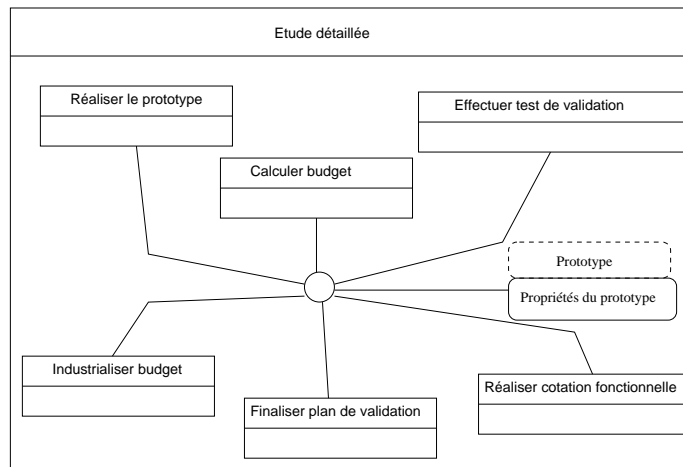 Etude détaillée
Réaliser le prototype
Effectuer test de validation
Calculer budget
Prototype
Propriétés du prototype
Industrialiser budget
Réaliser cotation fonctionnelle
Finaliser plan de validation